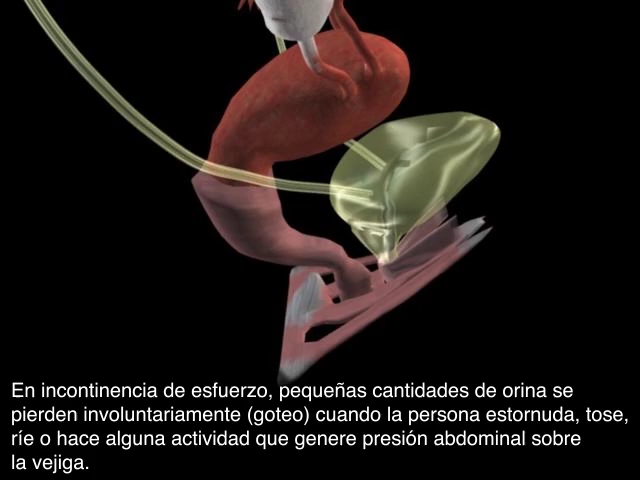 En incontinencia de esfuerzo, pequeñas cantidades de orina se
pierden involuntariamente (goteo) cuando la persona estornuda, tose,
ríe o hace alguna actividad que genere presión abdominal sobre
la vejiga.